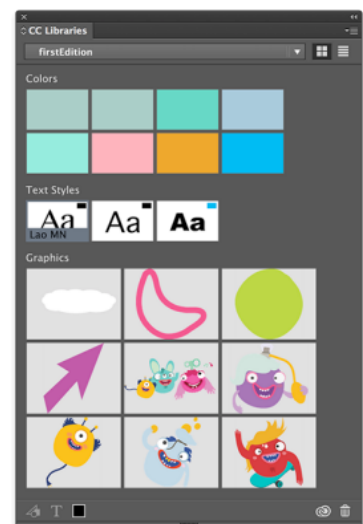 CC Libraries
firstEdition
Colors
Text Styles
Aa Aa Aa
Lao MN
Graphics
T